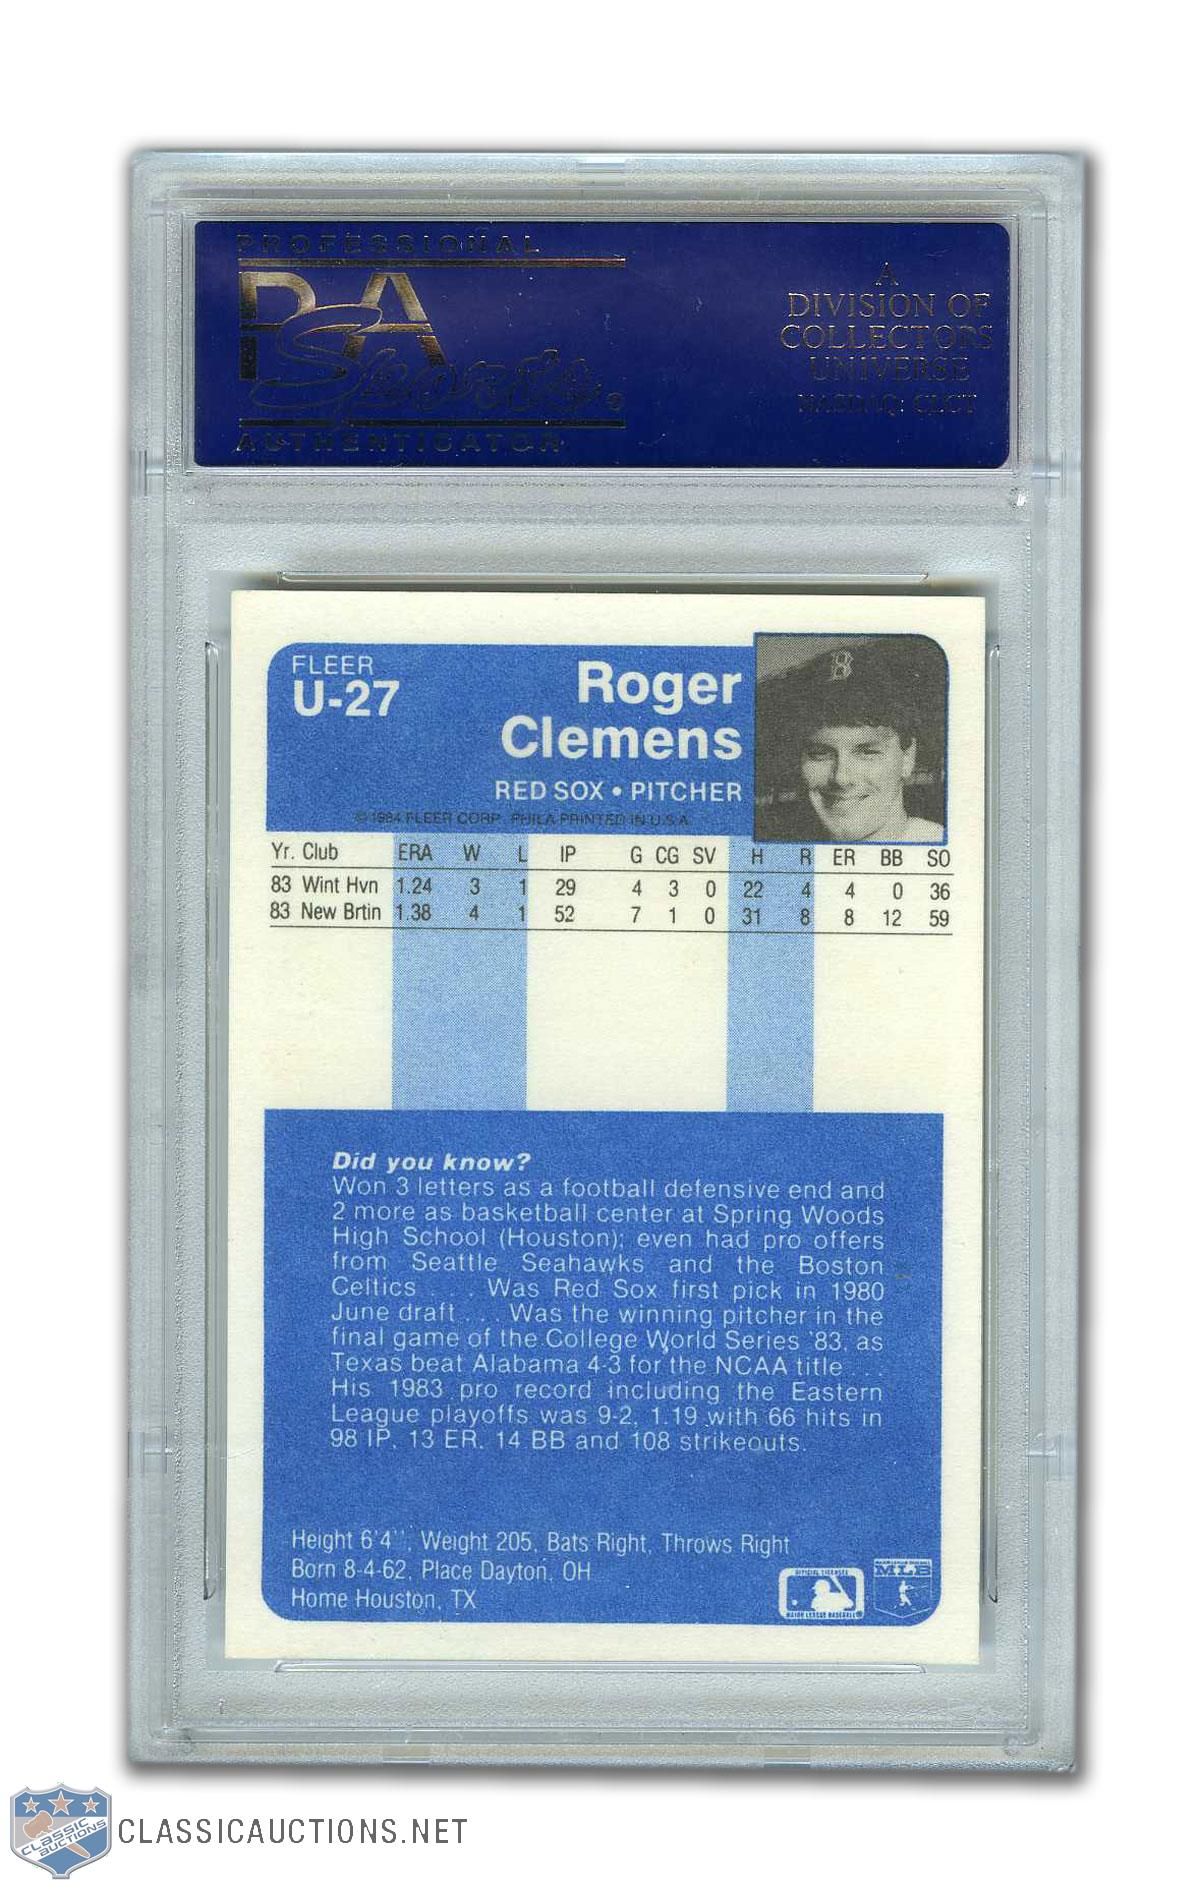 PROFESSIONAL
PSA
Sports
AUTHENTICATOR
A
DIVISION OF
COLLECTORS
UNIVERSE
NASDAQ: CLCT
FLEER
U-27
Roger
Clemens
RED SOX • PITCHER
© 1984 FLEER CORP. PHILA PRINTED IN U.S.A.
B
Yr. Club ERA W L IP G CG SV H R ER BB SO
83 Wint Hvn 1.24 3 1 29 4 3 0 22 4 4 0 36
83 New Brtin 1.38 4 1 52 7 1 0 31 8 8 12 59
Did you know?
Won 3 letters as a football defensive end and
2 more as basketball center at Spring Woods
High School (Houston); even had pro offers
from Seattle Seahawks and the Boston
Celtics . . . Was Red Sox first pick in 1980
June draft . . . Was the winning pitcher in the
final game of the College World Series '83, as
Texas beat Alabama 4-3 for the NCAA title . . .
His 1983 pro record including the Eastern
League playoffs was 9-2, 1.19 with 66 hits in
98 IP, 13 ER, 14 BB and 108 strikeouts.
Height 6'4", Weight 205, Bats Right, Throws Right
Born 8-4-62, Place Dayton, OH
Home Houston, TX
OFFICIAL LICENSEE
MAJOR LEAGUE BASEBALL
MLB
CLASSIC
AUCTIONS
CLASSICAUCTIONS.NET